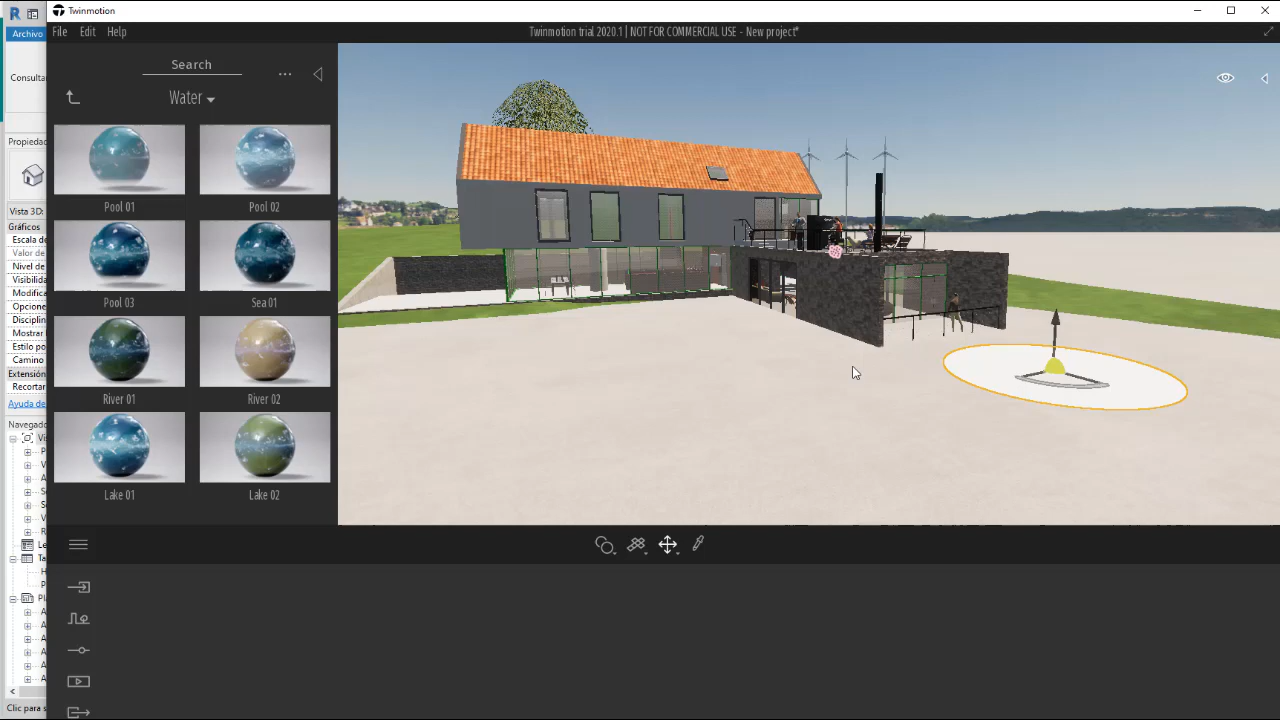 Twinmotion
File Edit Help
Twinmotion trial 2020.1 | NOT FOR COMMERCIAL USE - New project*
Archivo
Consultar
Propiedad
Vista 3D:
Gráficos
Escala de
Valor de
Nivel de
Visibilida
Modifica
Opcione
Disciplin
Mostrar l
Estilo po
Camino
Extensión
Recortar
Ayuda de
Navegado
Clic para s
Search
...
Water
Pool 01
Pool 02
Pool 03
Sea 01
River 01
River 02
Lake 01
Lake 02